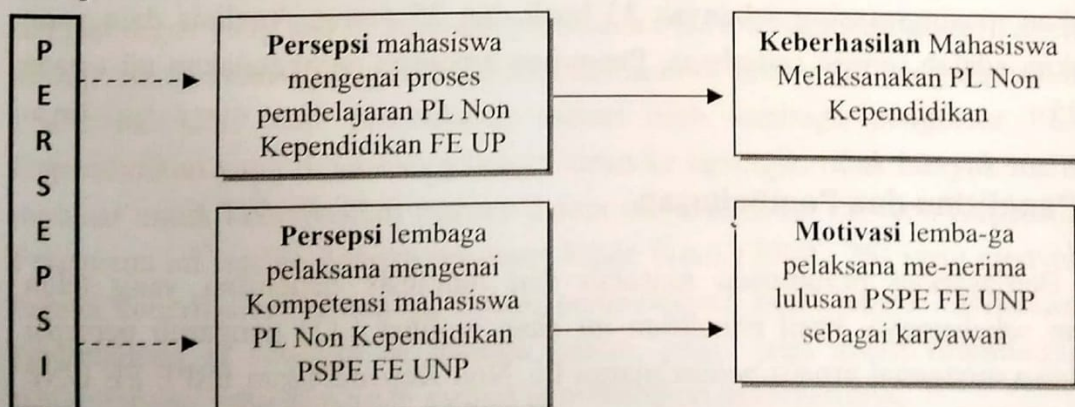 P
E
R
S
E
P
S
I
Persepsi mahasiswa
mengenai proses
pembelajaran PL Non
Kependidikan FE UP
Keberhasilan Mahasiswa
Melaksanakan PL Non
Kependidikan
Persepsi lembaga
pelaksana mengenai
Kompetensi mahasiswa
PL Non Kependidikan
PSPE FE UNP
Motivasi lemba-ga
pelaksana me-nerima
lulusan PSPE FE UNP
sebagai karyawan